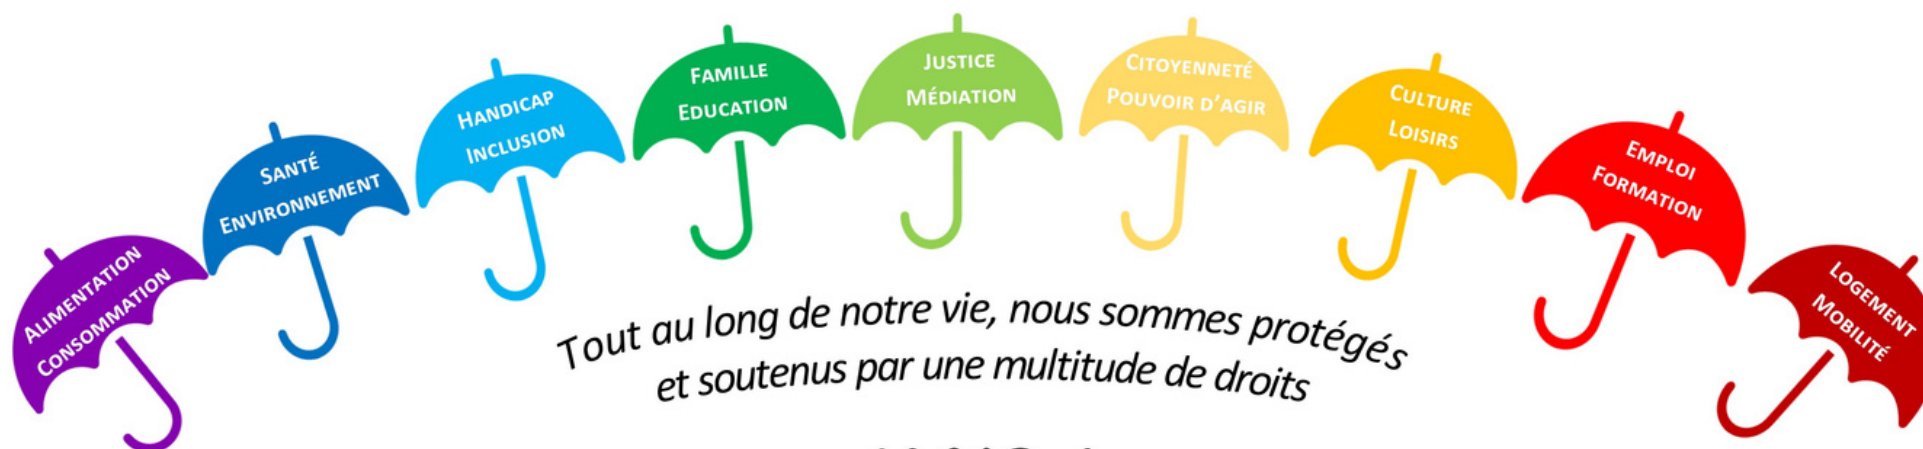 ALIMENTATION
CONSOMMATION
SANTÉ
ENVIRONNEMENT
HANDICAP
INCLUSION
FAMILLE
EDUCATION
JUSTICE
MÉDIATION
CITOYENNETÉ
POUVOIR D'AGIR
CULTURE
LOISIRS
EMPLOI
FORMATION
LOGEMENT
MOBILITÉ
Tout au long de notre vie, nous sommes protégés
et soutenus par une multitude de droits